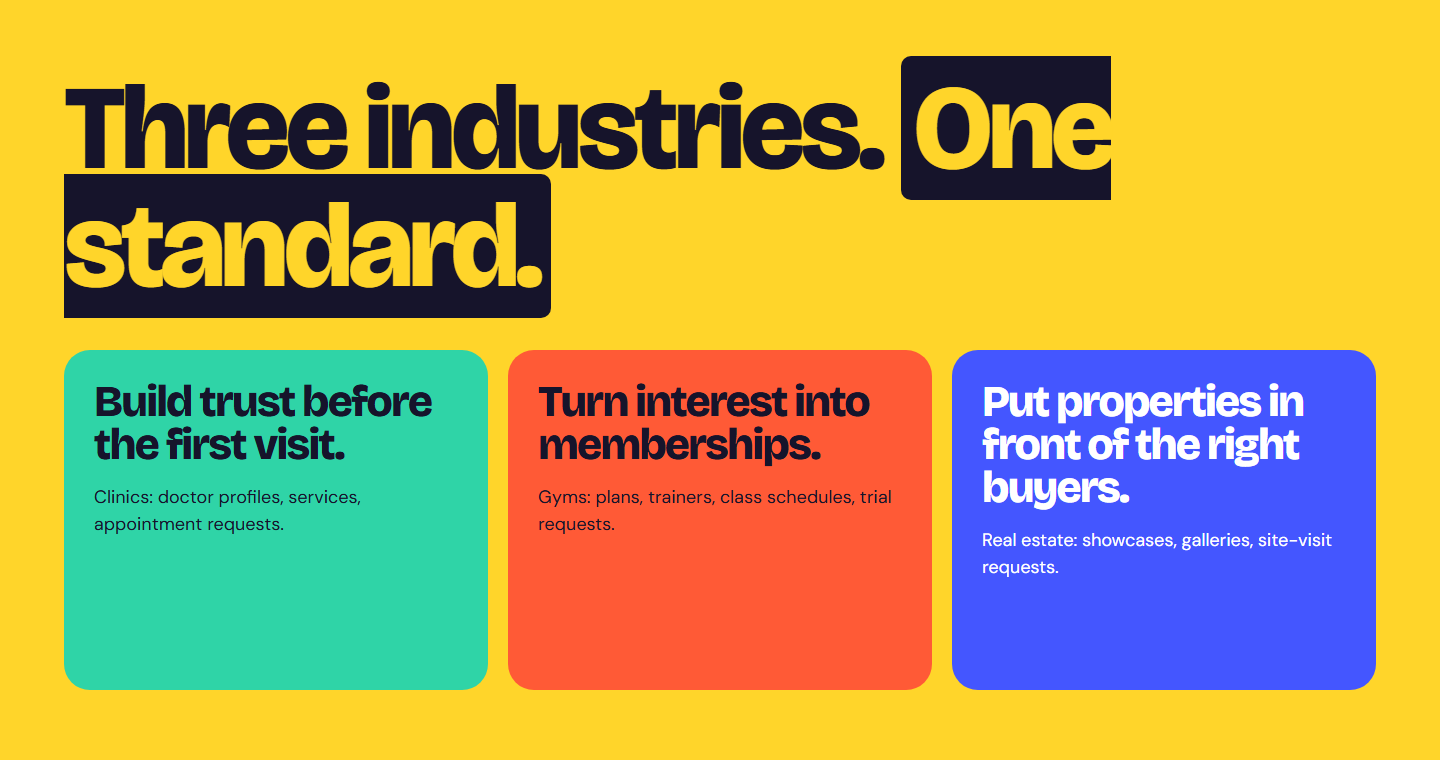 Three industries. One
standard.
Build trust before
the first visit.
Clinics: doctor profiles, services,
appointment requests.
Turn interest into
memberships.
Gyms: plans, trainers, class schedules, trial
requests.
Put properties in
front of the right
buyers.
Real estate: showcases, galleries, site-visit
requests.